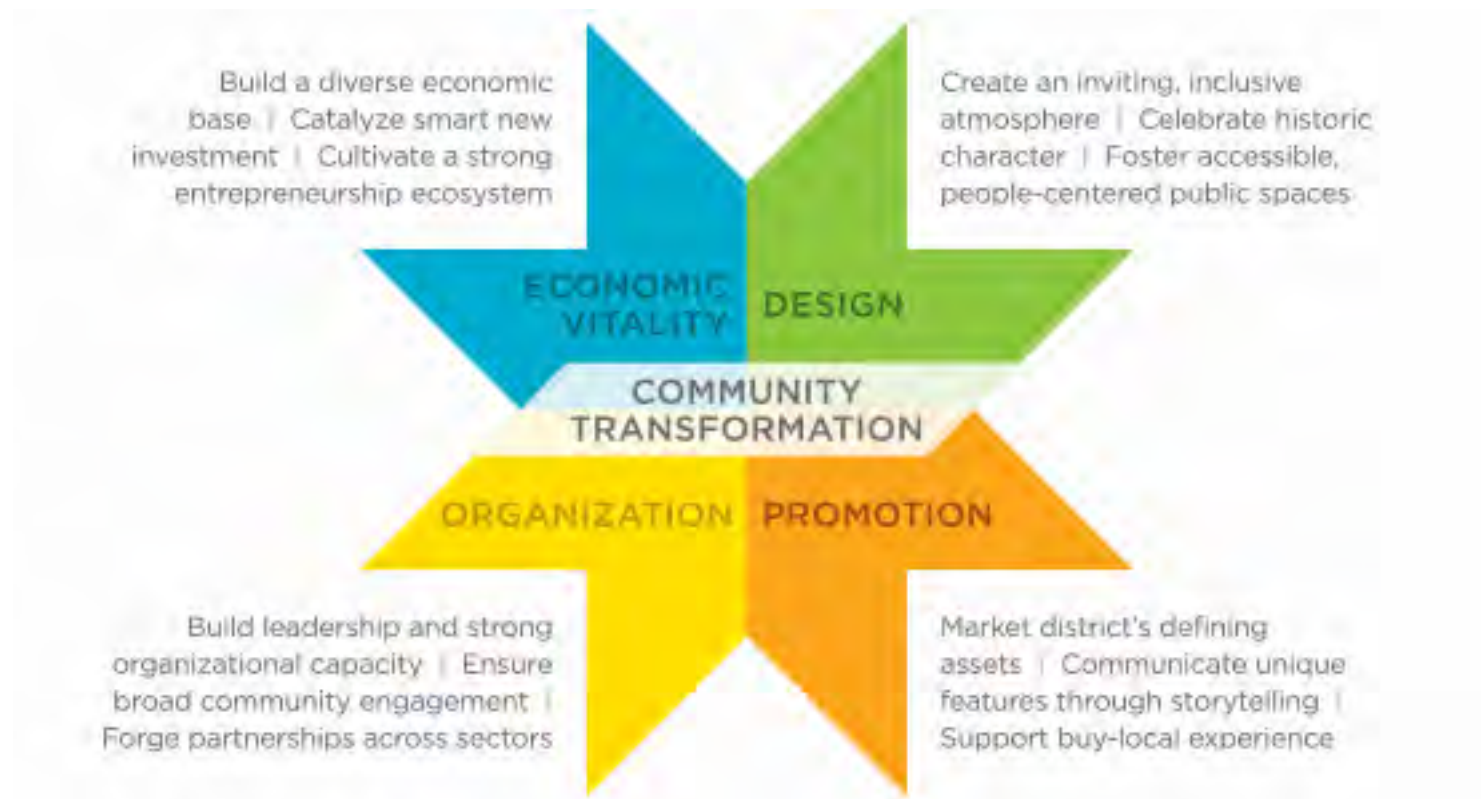 Build a diverse economic
base | Catalyze smart new
investment | Cultivate a strong
entrepreneurship ecosystem
Create an inviting, inclusive
atmosphere | Celebrate historic
character | Foster accessible,
people-centered public spaces
ECONOMIC
VITALITY
DESIGN
COMMUNITY
TRANSFORMATION
ORGANIZATION
PROMOTION
Build leadership and strong
organizational capacity | Ensure
broad community engagement |
Forge partnerships across sectors
Market district's defining
assets | Communicate unique
features through storytelling |
Support buy-local experience